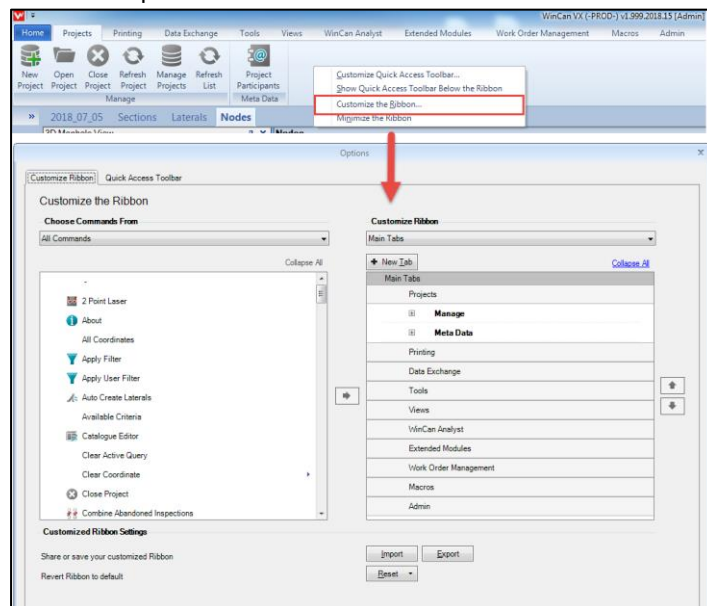 WinCan VX (-PROD-) v1.999.2018.15 [Admin]
Home Projects Printing Data Exchange Tools Views WinCan Analyst Extended Modules Work Order Management Macros Admin
New Project
Open Project
Close Project
Refresh Project
Manage Projects
Refresh List
Project Participants
Manage
Meta Data
Customize Quick Access Toolbar...
Show Quick Access Toolbar Below the Ribbon
Customize the Ribbon...
Minimize the Ribbon
» 2018_07_05 Sections Laterals Nodes
3D Manhole View
Nodes
Options x
Customize Ribbon Quick Access Toolbar
Customize the Ribbon
Choose Commands From
All Commands
Collapse All
-
2 Point Laser
About
All Coordinates
Apply Filter
Apply User Filter
Auto Create Laterals
Available Criteria
Catalogue Editor
Clear Active Query
Clear Coordinate
Close Project
Combine Abandoned Inspections
Customize Ribbon
Main Tabs
New Tab
Collapse All
Main Tabs
Projects
Manage
Meta Data
Printing
Data Exchange
Tools
Views
WinCan Analyst
Extended Modules
Work Order Management
Macros
Admin
Customized Ribbon Settings
Share or save your customized Ribbon
Import Export
Revert Ribbon to default
Reset